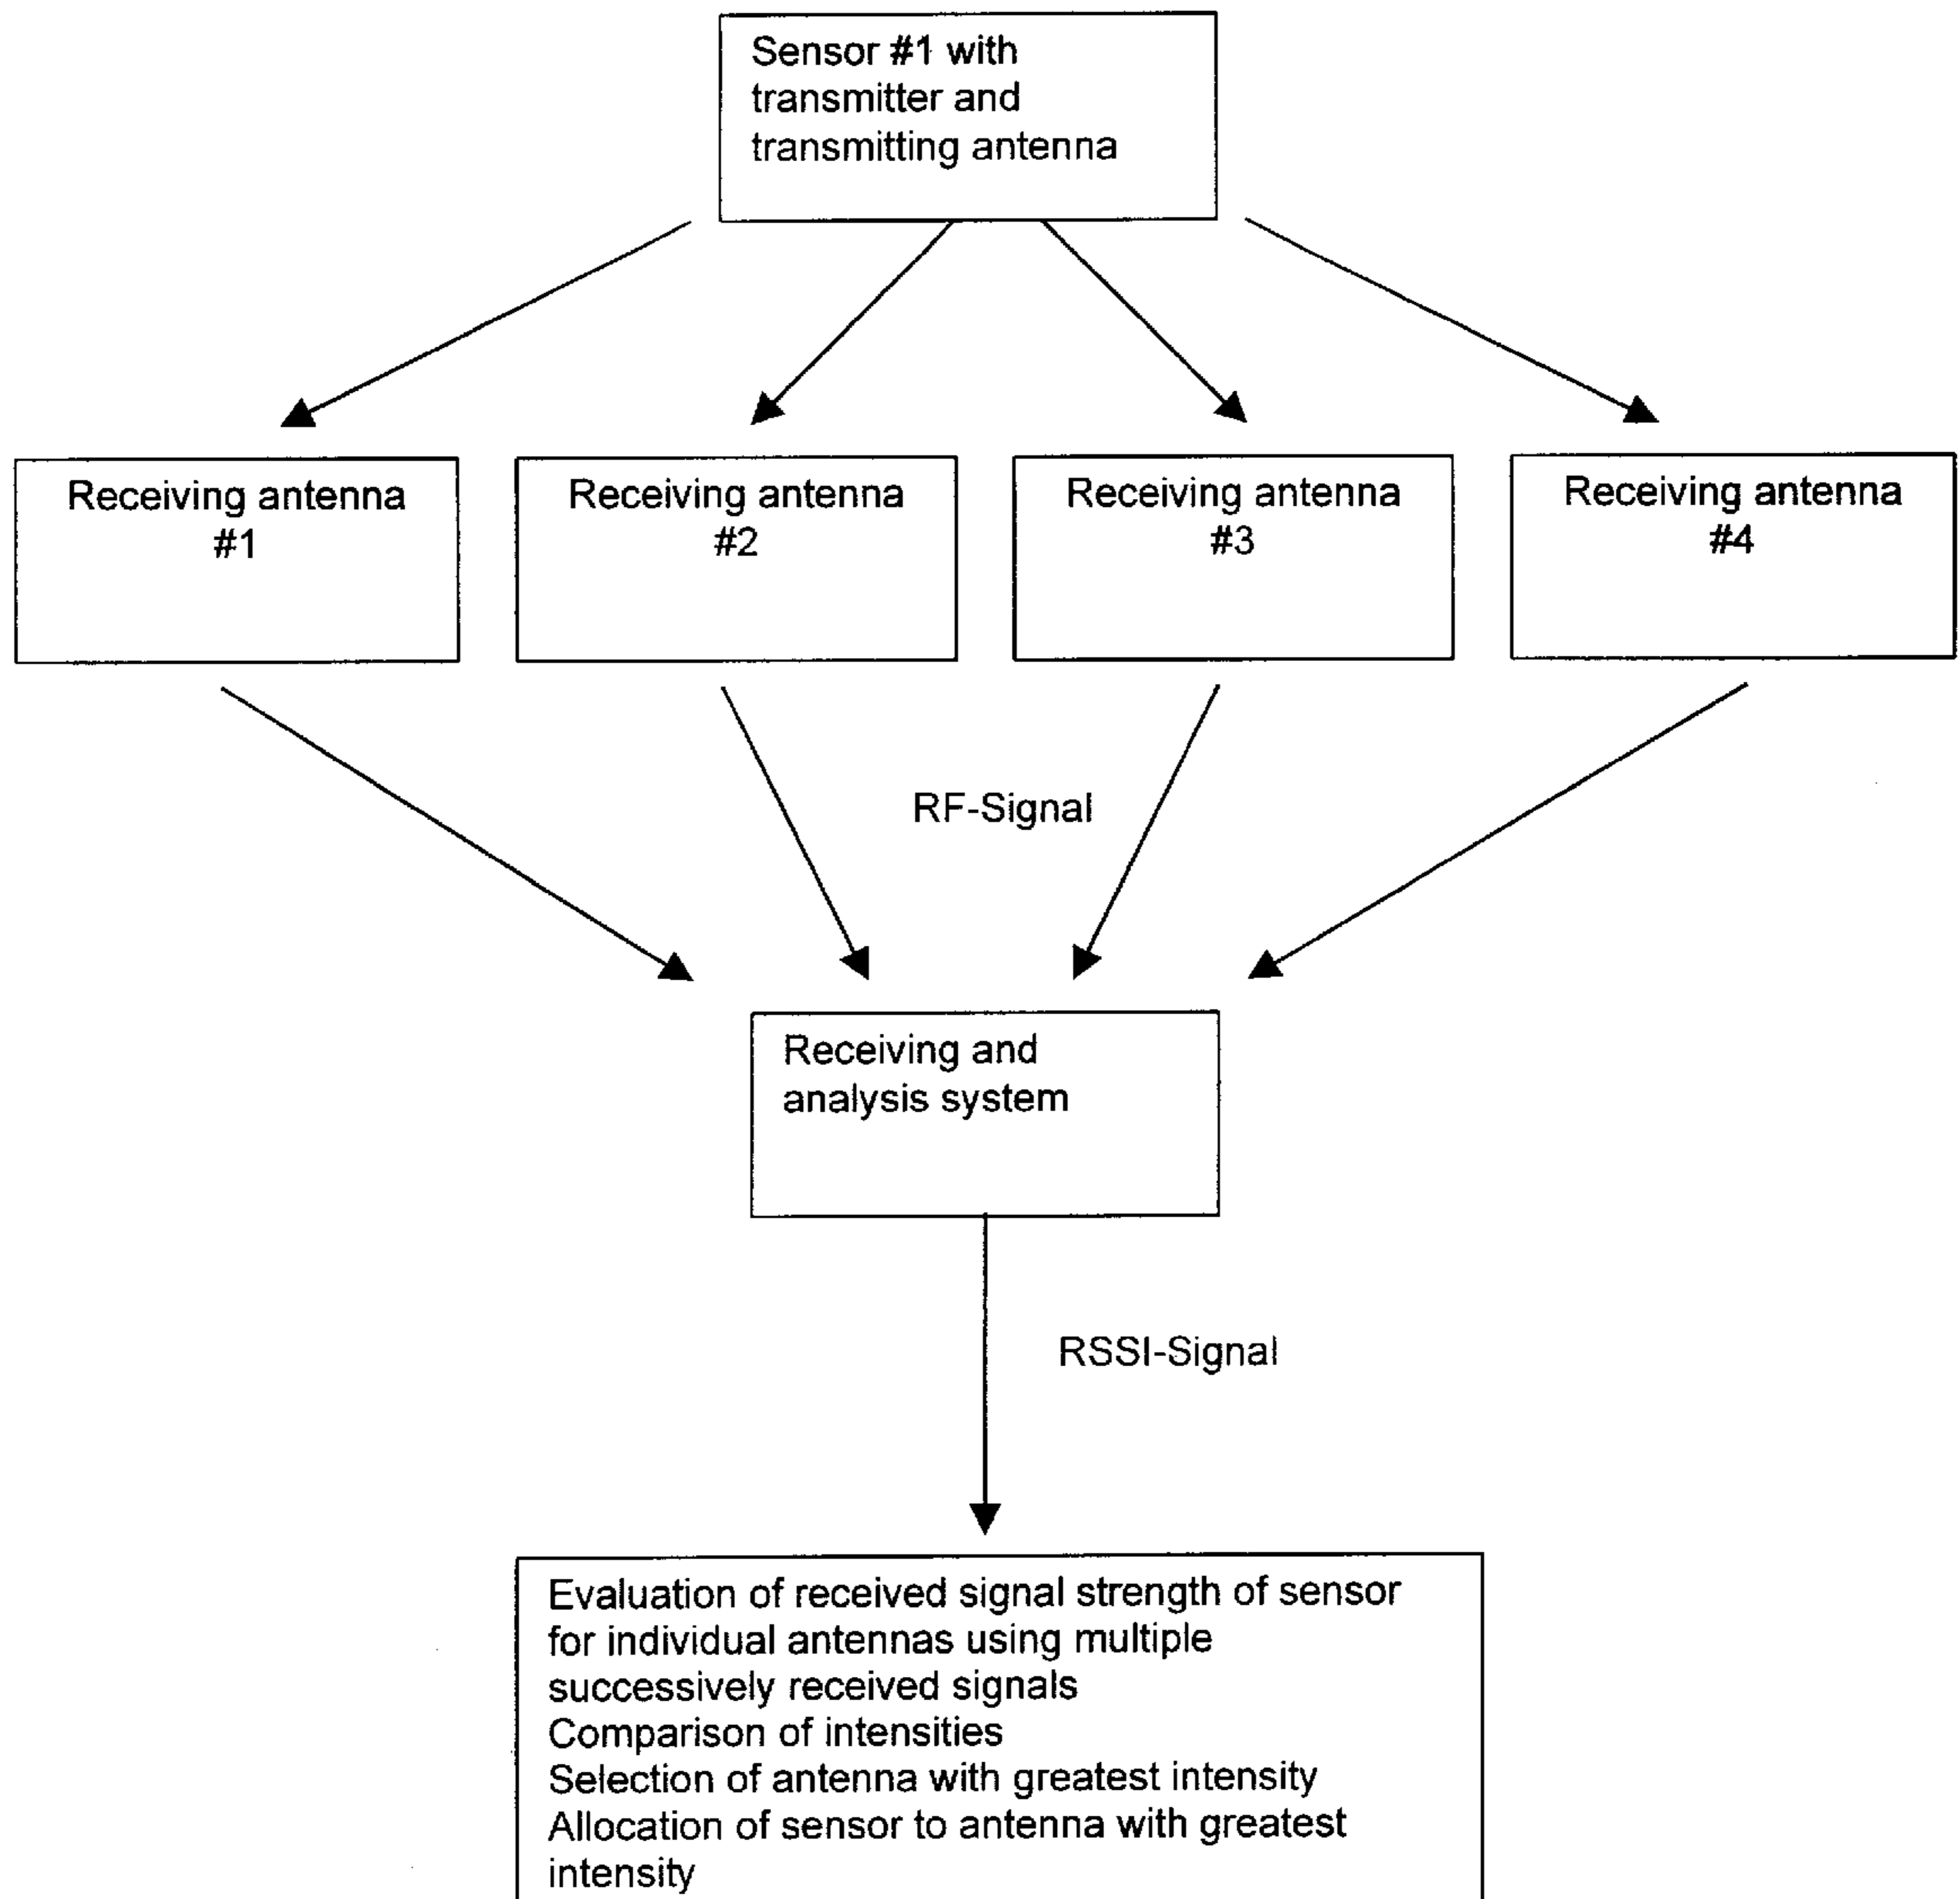 Sensor #1 with
transmitter and
transmitting antenna
Receiving antenna
#1
Receiving antenna
#2
Receiving antenna
#3
Receiving antenna
#4
RF-Signal
Receiving and
analysis system
RSSI-Signal
Evaluation of received signal strength of sensor
for individual antennas using multiple
successively received signals
Comparison of intensities
Selection of antenna with greatest intensity
Allocation of sensor to antenna with greatest
intensity